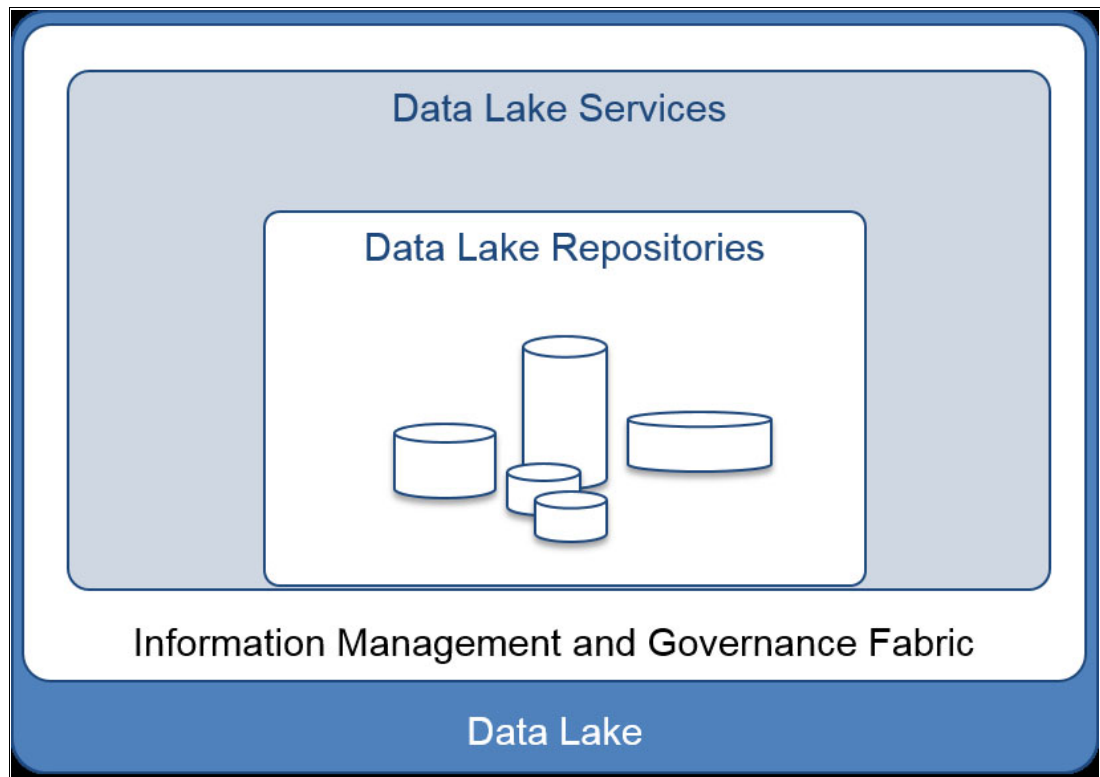 Data Lake Services
Data Lake Repositories
Information Management and Governance Fabric
Data Lake